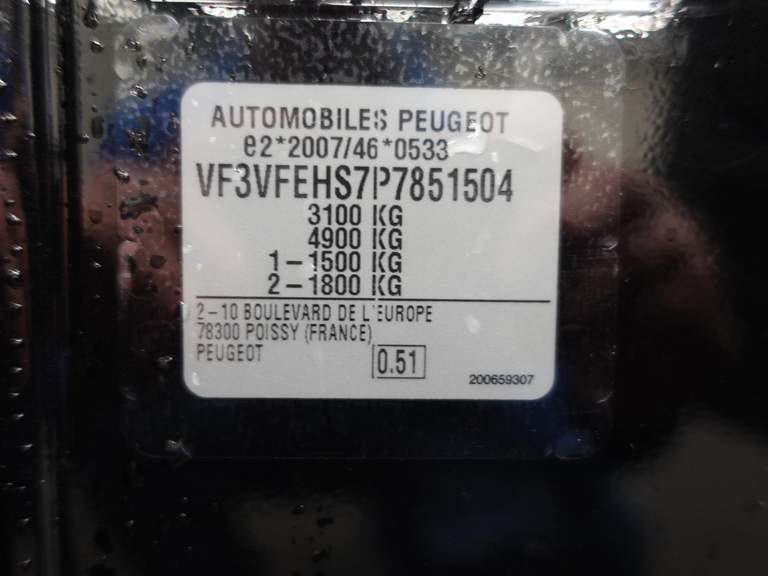 AUTOMOBILES PEUGEOT
e2*2007/46*0533
VF3VFEHS7P7851504
3100 KG
4900 KG
1-1500 KG
2-1800 KG
2-10 BOULEVARD DE L'EUROPE
78300 POISSY (FRANCE)
PEUGEOT
0.51
200659307